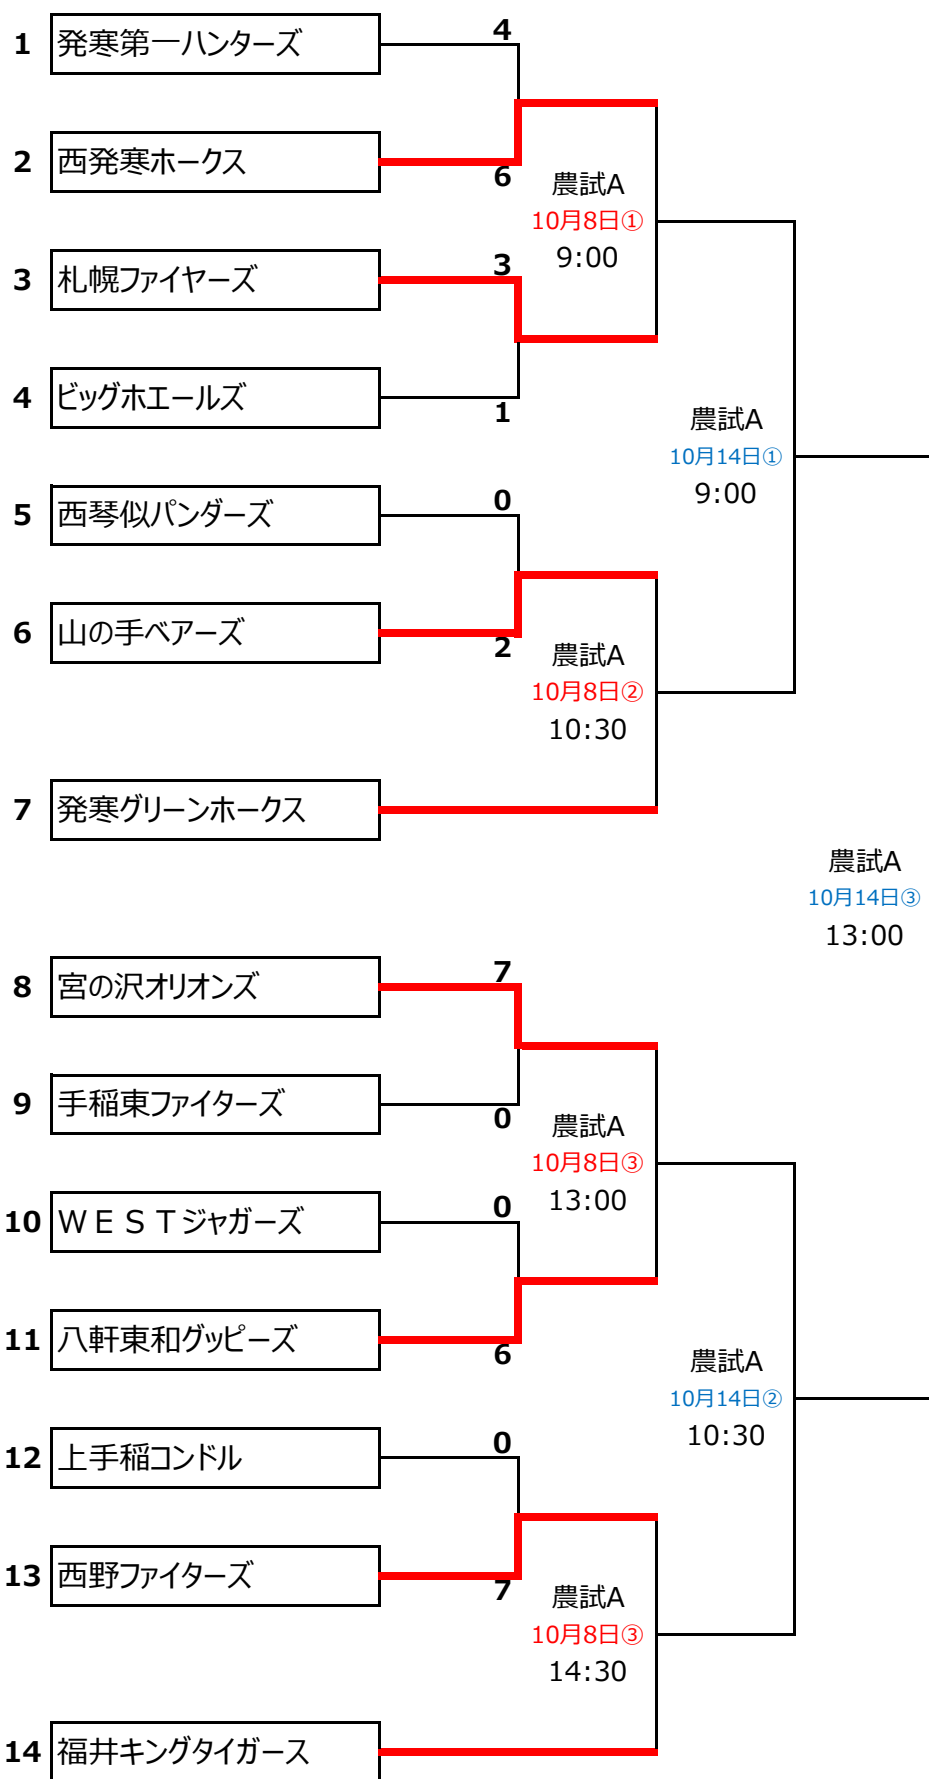 1 発寒第一ハンターズ 4
2 西発寒ホークス 6
農試A
10月8日①
9:00
3 札幌ファイヤーズ 3
4 ビッグホエールズ 1
農試A
10月14日①
9:00
5 西琴似パンダーズ 0
6 山の手ベアーズ 2
農試A
10月8日②
10:30
7 発寒グリーンホークス
農試A
10月14日③
13:00
8 宮の沢オリオンズ 7
9 手稲東ファイターズ 0
農試A
10月8日③
13:00
10 ＷＥＳＴジャガーズ 0
11 八軒東和グッピーズ 6
農試A
10月14日②
10:30
12 上手稲コンドル 0
13 西野ファイターズ 7
農試A
10月8日③
14:30
14 福井キングタイガース